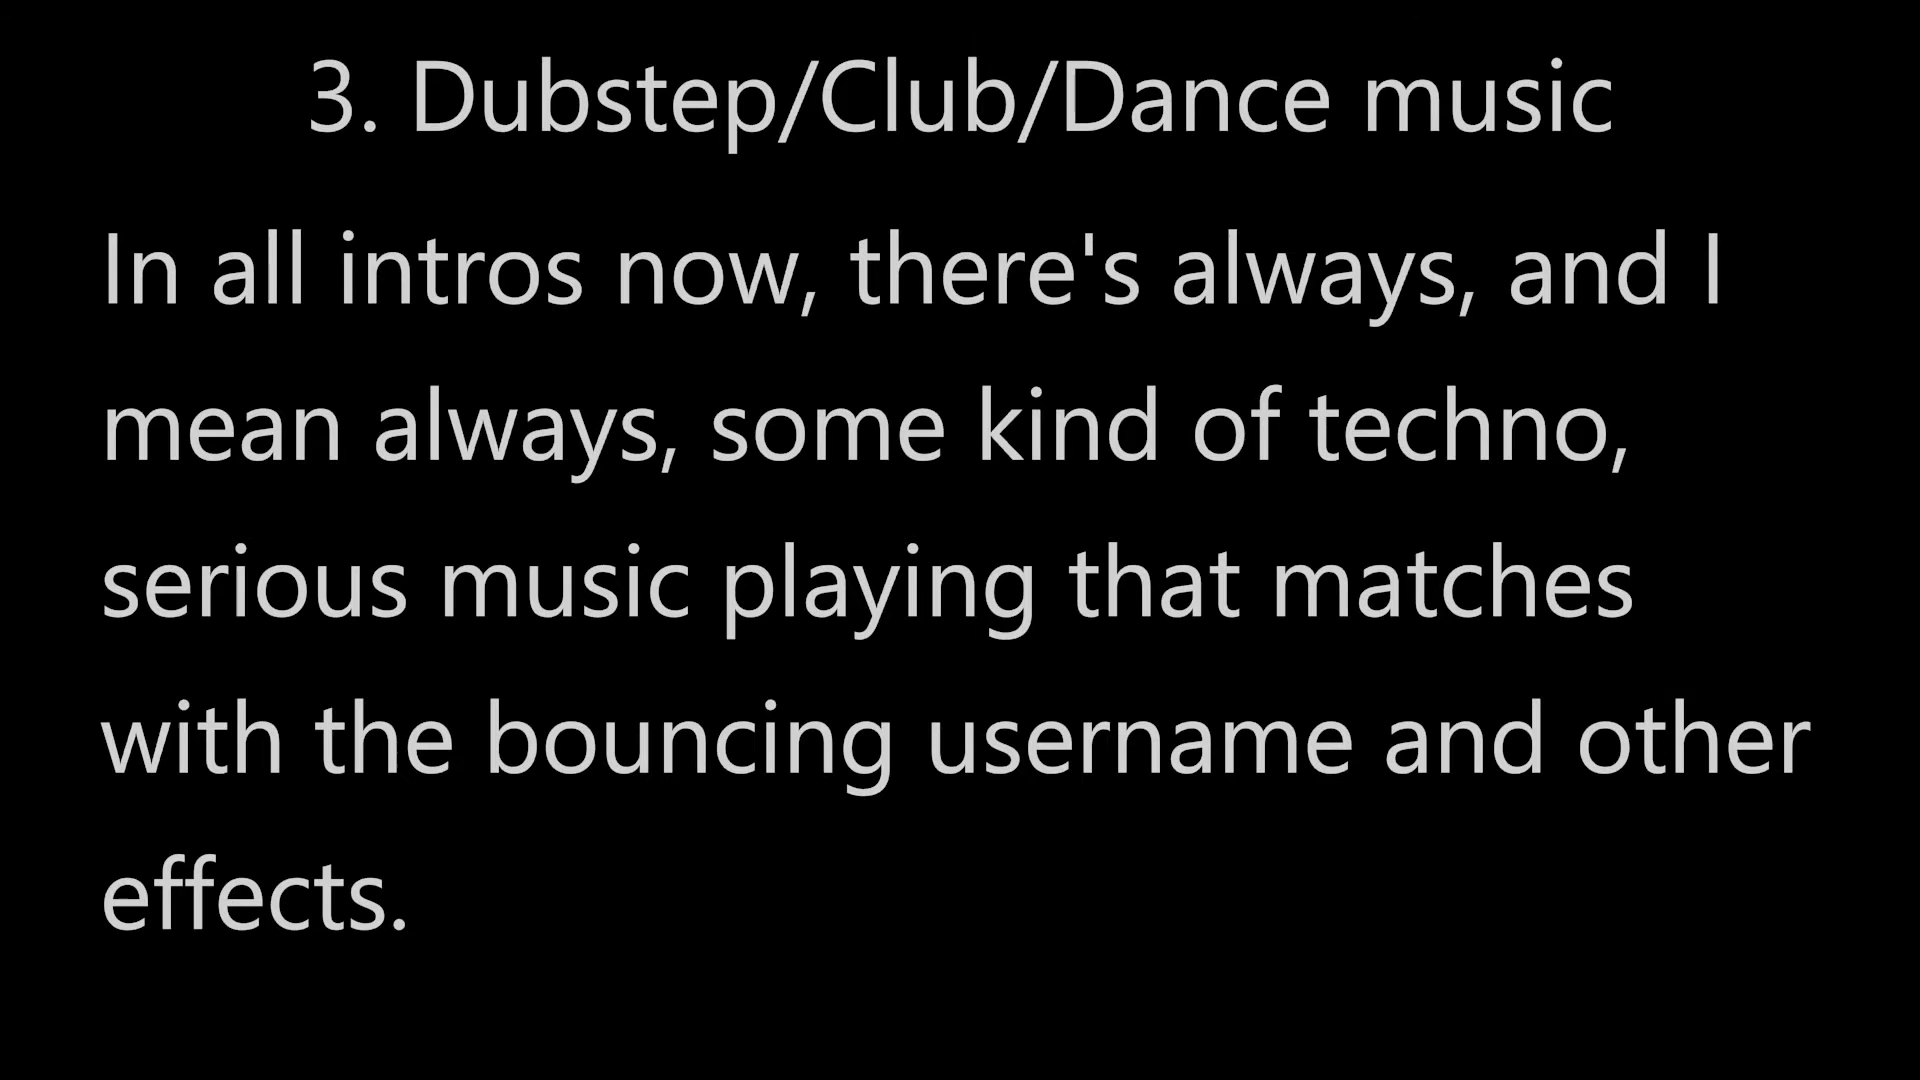 3. Dubstep/Club/Dance music
In all intros now, there's always, and I
mean always, some kind of techno,
serious music playing that matches
with the bouncing username and other
effects.